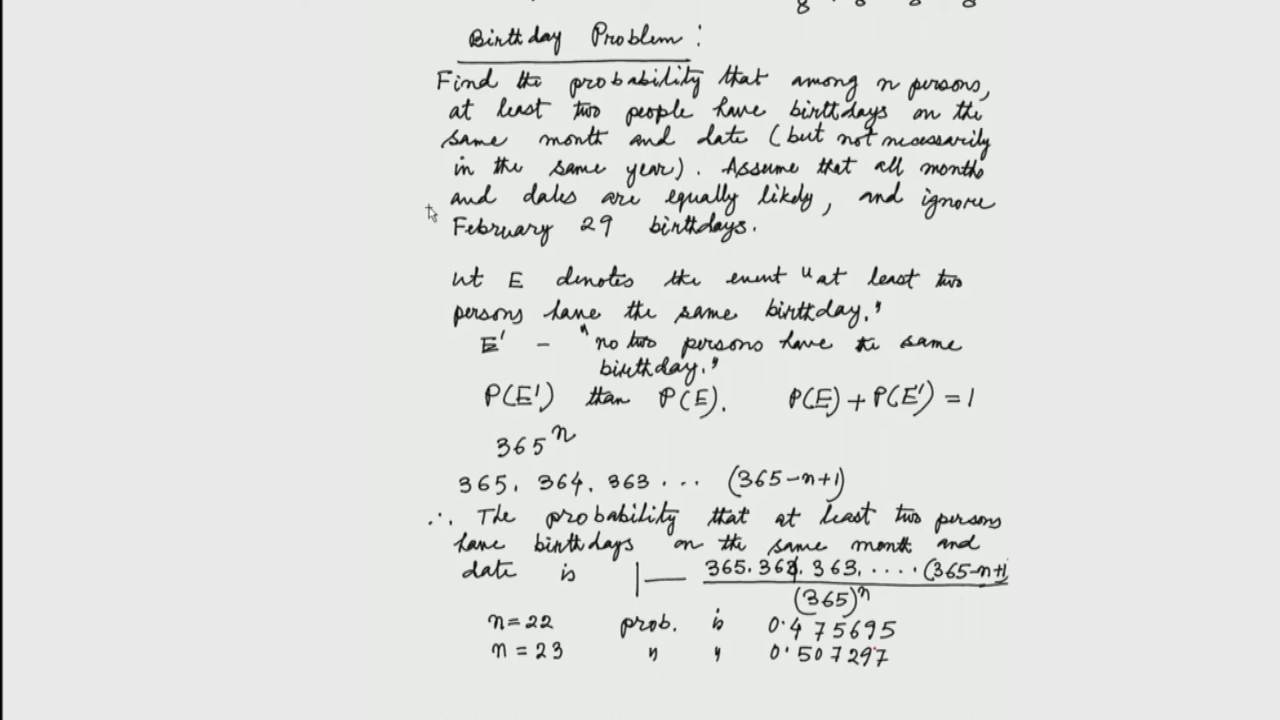 Birthday Problem :
Find the probability that among n persons,
at least two people have birthdays on the
same month and date (but not necessarily
in the same year). Assume that all months
and dates are equally likely, and ignore
February 29 birthdays.
Let E denotes the event "at least two
persons have the same birthday."
E' - "no two persons have the same
birthday."
P(E') than P(E). P(E) + P(E') = 1
365^n
365. 364. 363 ... (365-n+1)
∴ The probability that at least two persons
have birthdays on the same month and
date is 1 — 365. 364. 363. .... (365-n+1)
(365)^n
n=22 prob. is 0.475695
n = 23 " " 0.507297